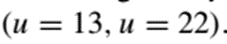 (u = 13, u = 22).